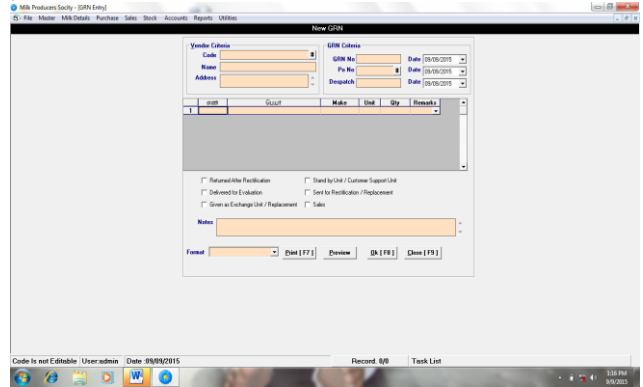 Milk Producers Socity - [GRN Entry]
File Master Milk Details Purchase Sales Stock Accounts Reports Utilities
New GRN
Vendor Criteria
Code
Name
Address
GRN Criteria
GRN No Date 09/09/2015
Po No Date 09/09/2015
Despatch Date 09/09/2015
Make Unit Qty Remarks
1
Returned After Rectification Stand by Unit / Customer Support Unit
Delivered for Evaluation Sent for Rectification / Replacement
Given as Exchange Unit / Replacement Sales
Notes
Format Print [ F7 ] Preview Ok [ F8 ] Close [ F9 ]
Code Is not Editable User:admin Date :09/09/2015 Record. 0/0 Task List
3:16 PM
9/9/2015